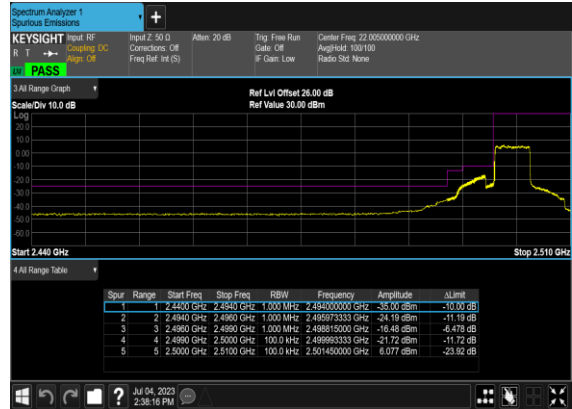 Spectrum Analyzer 1
Spurious Emissions
+
KEYSIGHT Input: RF Input Z: 50 Ω Atten: 20 dB Trig: Free Run Center Freq: 22.005000000 GHz
R T Coupling: DC Corrections: Off Gate: Off Avg|Hold: 100/100
Align: Off Freq Ref: Int (S) IF Gain: Low Radio Std: None
PASS
3 All Range Graph
Ref Lvl Offset 26.00 dB
Scale/Div 10.0 dB Ref Value 30.00 dBm
Log
20.0
10.0
0.00
-10.0
-20.0
-30.0
-40.0
-50.0
-60.0
Start 2.440 GHz Stop 2.510 GHz
4 All Range Table
Spur Range Start Freq Stop Freq RBW Frequency Amplitude ΔLimit
1 1 2.4400 GHz 2.4940 GHz 1.000 MHz 2.494000000 GHz -35.00 dBm -10.00 dB
2 2 2.4940 GHz 2.4960 GHz 1.000 MHz 2.495973333 GHz -24.19 dBm -11.19 dB
3 3 2.4960 GHz 2.4990 GHz 1.000 MHz 2.498815000 GHz -16.48 dBm -6.478 dB
4 4 2.4990 GHz 2.5000 GHz 100.0 kHz 2.499993333 GHz -21.72 dBm -11.72 dB
5 5 2.5000 GHz 2.5100 GHz 100.0 kHz 2.501450000 GHz 6.077 dBm -23.92 dB
? Jul 04, 2023
2:38:16 PM